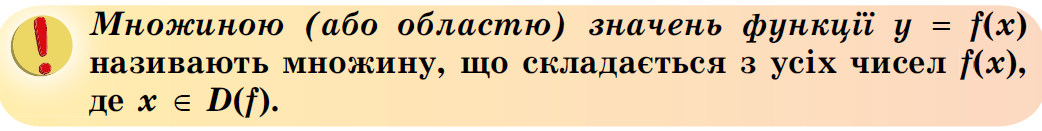 Множиною (або областю) значень функції y = f(x)
називають множину, що складається з усіх чисел f(x),
де x ∈ D(f).